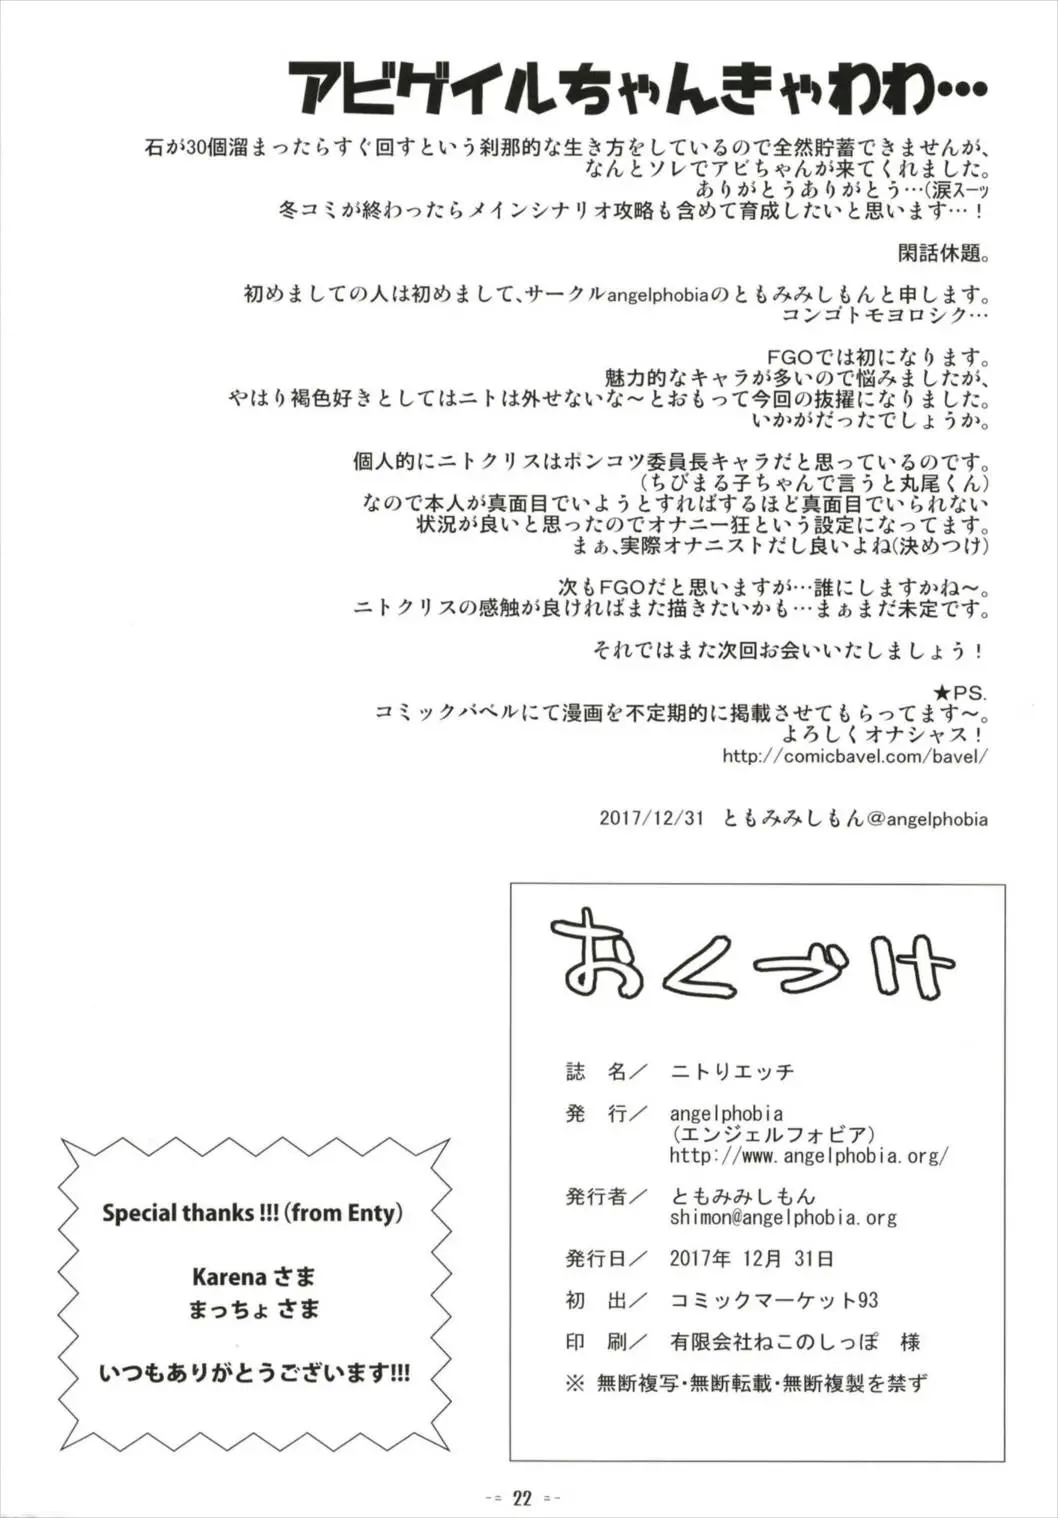 アビゲイルちゃんきゃわわ…
石が30個溜まったらすぐ回すという刹那的な生き方をしているので全然貯蓄できませんが、
なんとソレでアビちゃんが来てくれました。
ありがとうありがとう…(涙スーッ
冬コミが終わったらメインシナリオ攻略も含めて育成したいと思います…！
閑話休題。
初めましての人は初めまして、サークルangelphobiaのともみみしもんと申します。
コンゴトモヨロシク…
FGOでは初になります。
魅力的なキャラが多いので悩みましたが、
やはり褐色好きとしてはニトは外せないな～とおもって今回の抜擢になりました。
いかがだったでしょうか。
個人的にニトクリスはポンコツ委員長キャラだと思っているのです。
(ちびまる子ちゃんで言うと丸尾くん)
なので本人が真面目でいようとすればするほど真面目でいられない
状況が良いと思ったのでオナニー狂という設定になってます。
まぁ、実際オナニストだし良いよね(決めつけ)
次もFGOだと思いますが…誰にしますかね～。
ニトクリスの感触が良ければまた描きたいかも…まぁまだ未定です。
それではまた次回お会いいたしましょう！
★PS.
コミックバベルにて漫画を不定期的に掲載させてもらってます～。
よろしくオナシャス！
http://comicbavel.com/bavel/
2017/12/31 ともみみしもん＠angelphobia
おくづけ
誌 名／ ニトりエッチ
発 行／ angelphobia
(エンジェルフォビア)
http://www.angelphobia.org/
発行者／ ともみみしもん
shimon@angelphobia.org
発行日／ 2017年 12月 31日
初 出／ コミックマーケット93
印 刷／ 有限会社ねこのしっぽ 様
※ 無断複写・無断転載・無断複製を禁ず
Special thanks !!! (from Enty)
Karena さま
まっちょ さま
いつもありがとうございます!!!
-= 22 =-